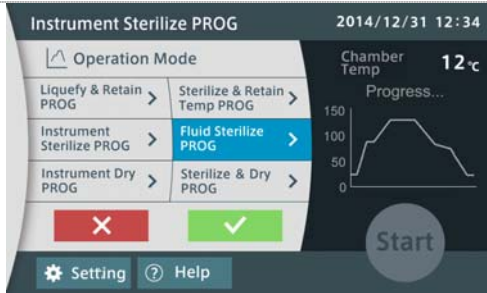 Instrument Sterilize PROG
2014/12/31 12:34
Operation Mode
Liquefy & Retain
PROG
Sterilize & Retain
Temp PROG
Instrument
Sterilize PROG
Fluid Sterilize
PROG
Instrument Dry
PROG
Sterilize & Dry
PROG
Chamber
Temp
12℃
Progress...
150
100
50
0
Start
Setting
Help